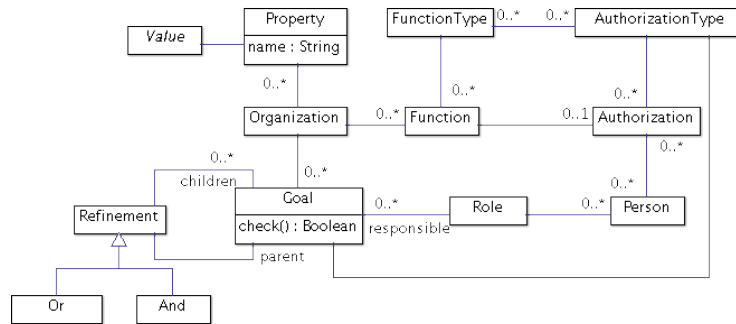 Property
name : String
Value
FunctionType
0..*
0..*
AuthorizationType
0..*
0..*
0..*
Organization
0..*
Function
0..1
Authorization
0..*
0..*
0..*
children
Refinement
Goal
check() : Boolean
parent
0..*
responsible
Role
0..*
0..*
Person
Or
And